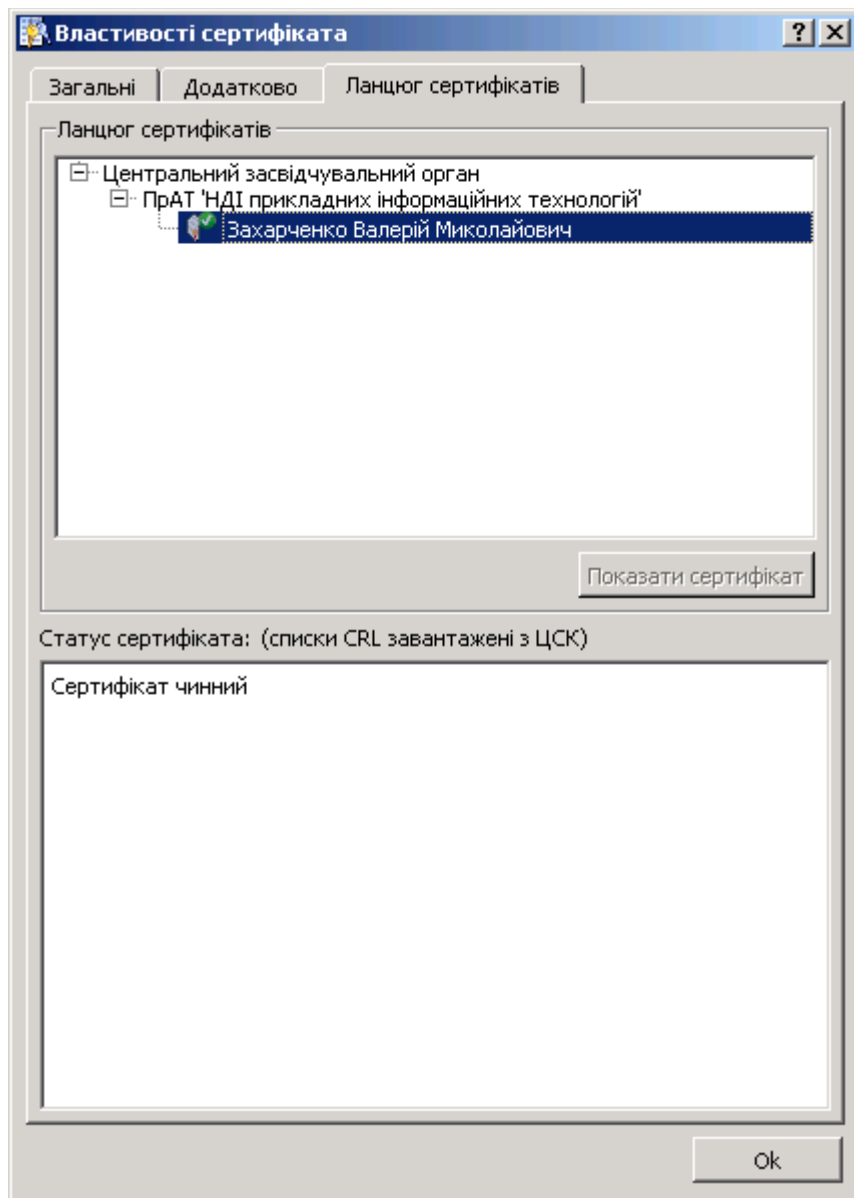 Властивості сертифіката
Загальні Додатково Ланцюг сертифікатів
Ланцюг сертифікатів
Центральний засвідчувальний орган
ПрАТ 'НДІ прикладних інформаційних технологій'
Захарченко Валерій Миколайович
Показати сертифікат
Статус сертифіката: (списки CRL завантажені з ЦСК)
Сертифікат чинний
Ok